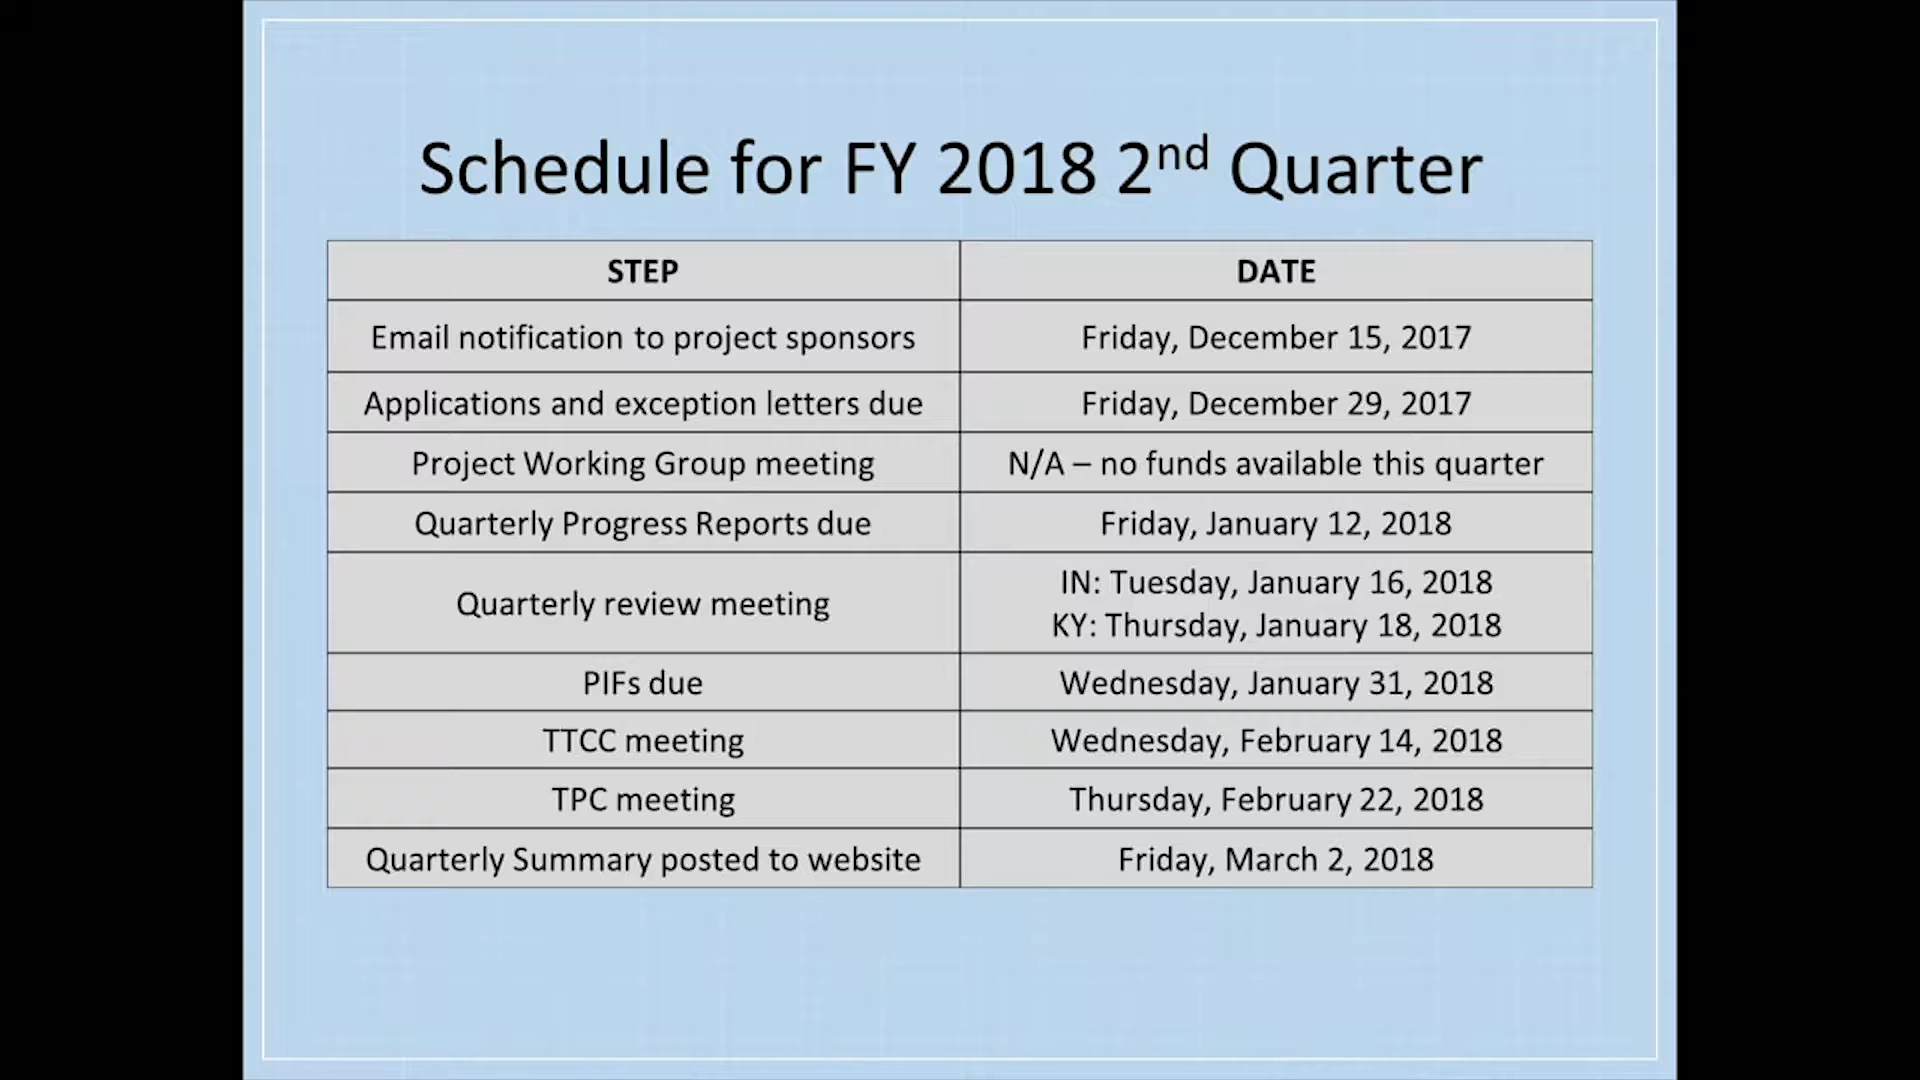 Schedule for FY 2018 2nd Quarter
STEP DATE
Email notification to project sponsors Friday, December 15, 2017
Applications and exception letters due Friday, December 29, 2017
Project Working Group meeting N/A – no funds available this quarter
Quarterly Progress Reports due Friday, January 12, 2018
Quarterly review meeting IN: Tuesday, January 16, 2018
KY: Thursday, January 18, 2018
PIFs due Wednesday, January 31, 2018
TTCC meeting Wednesday, February 14, 2018
TPC meeting Thursday, February 22, 2018
Quarterly Summary posted to website Friday, March 2, 2018